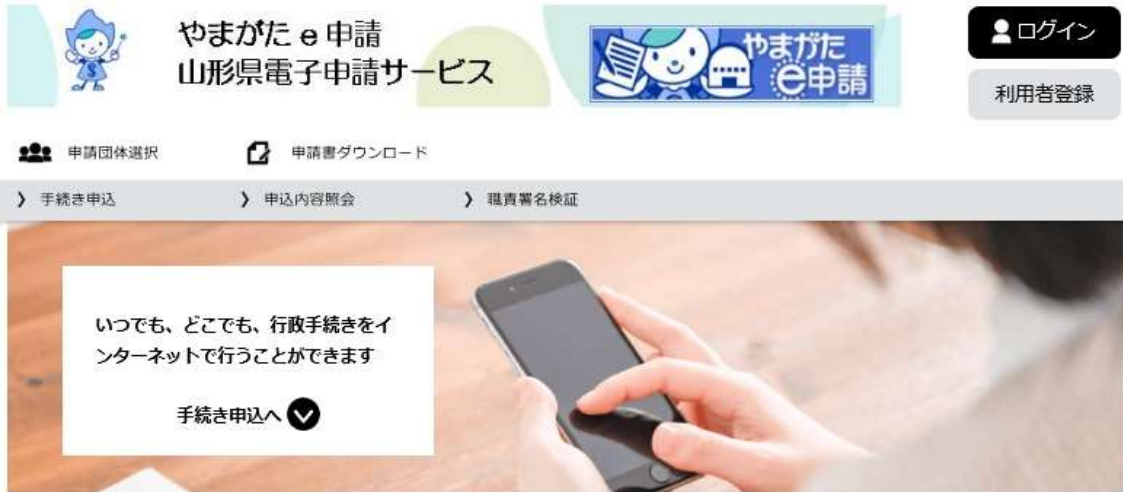 やまがた e 申請
山形県電子申請サービス
やまがた
e申請
ログイン
利用者登録
申請団体選択
申請書ダウンロード
手続き申込
申込内容照会
職責署名検証
いつでも、どこでも、行政手続きをイ
ンターネットで行うことができます
手続き申込へ